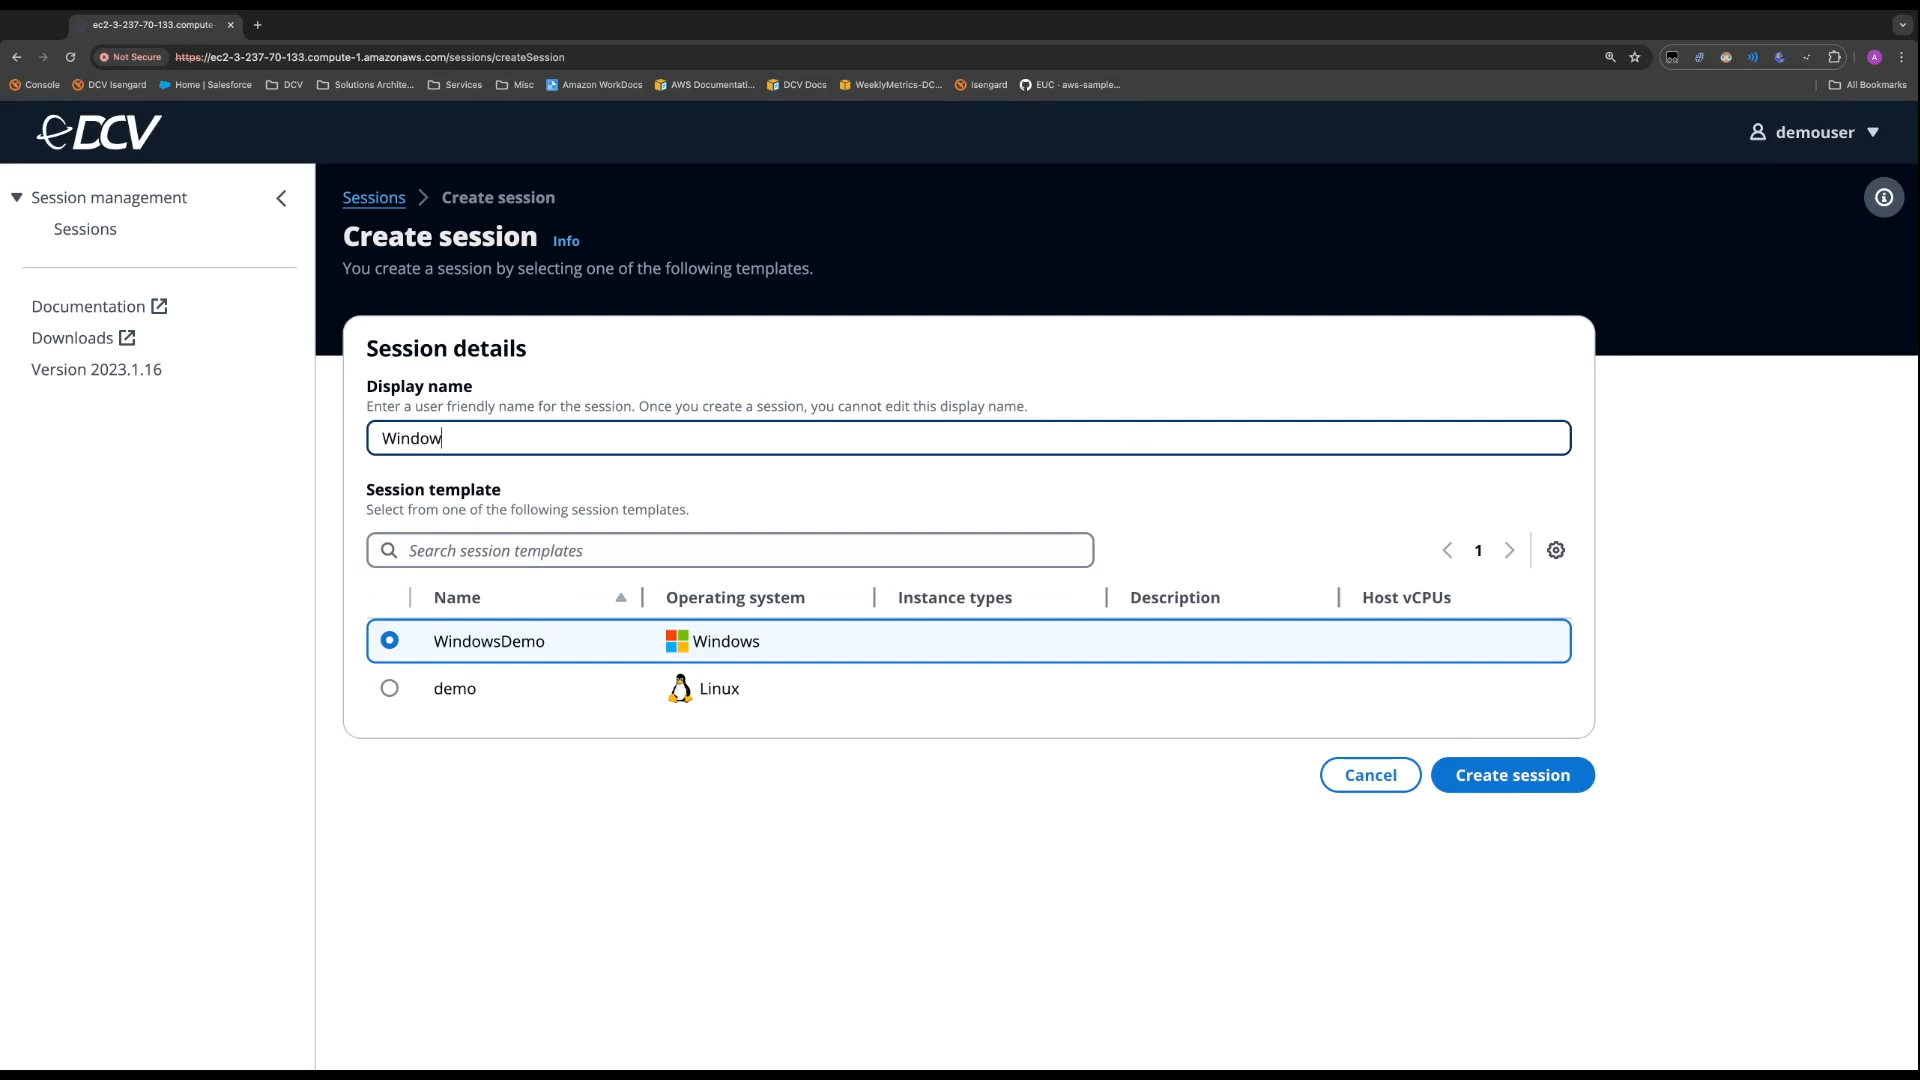 ec2-3-237-70-133.compute-
Not Secure https://ec2-3-237-70-133.compute-1.amazonaws.com/sessions/createSession
A
Console DCV Isengard Home | Salesforce DCV Solutions Archite... Services Misc Amazon WorkDocs AWS Documentati... DCV Docs WeeklyMetrics-DC... Isengard EUC · aws-sample... All Bookmarks
DCV
demouser
Session management
Sessions
Documentation
Downloads
Version 2023.1.16
Sessions Create session
Create session Info
You create a session by selecting one of the following templates.
Session details
Display name
Enter a user friendly name for the session. Once you create a session, you cannot edit this display name.
Window
Session template
Select from one of the following session templates.
Search session templates
1
Name Operating system Instance types Description Host vCPUs
WindowsDemo Windows
demo Linux
Cancel Create session